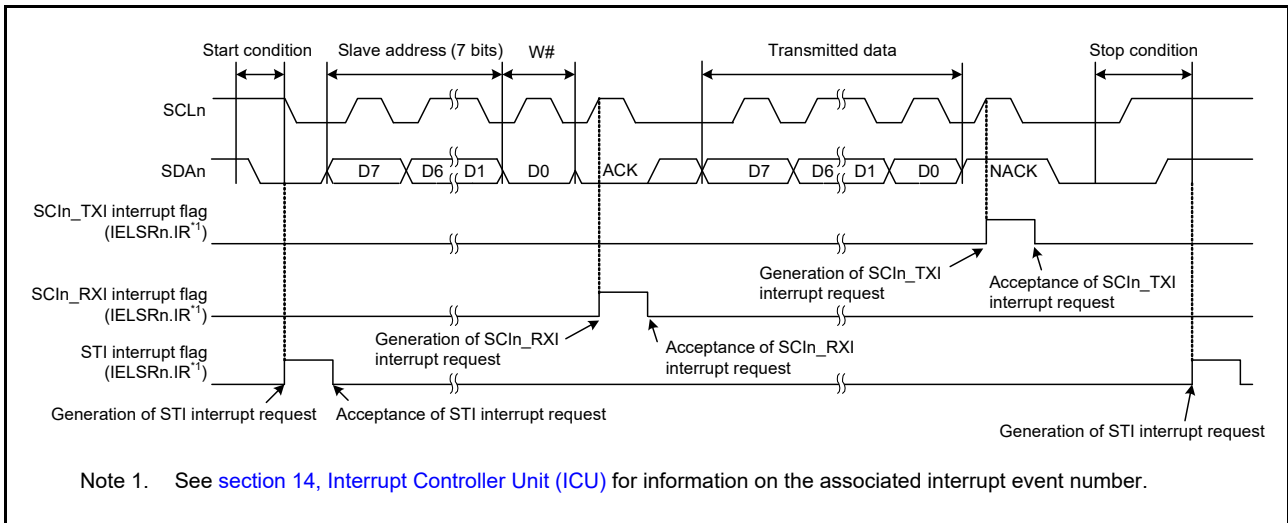 Start condition
Slave address (7 bits)
W#
Transmitted data
Stop condition
SCLn
SDAn
D7
D6
D1
D0
ACK
D7
D6
D1
D0
NACK
SCIn_TXI interrupt flag
(IELSRn.IR*1)
Generation of SCIn_TXI
interrupt request
Acceptance of SCIn_TXI
interrupt request
SCIn_RXI interrupt flag
(IELSRn.IR*1)
Generation of SCIn_RXI
interrupt request
Acceptance of SCIn_RXI
interrupt request
STI interrupt flag
(IELSRn.IR*1)
Generation of STI interrupt request
Acceptance of STI interrupt request
Generation of STI interrupt request
Note 1. See section 14, Interrupt Controller Unit (ICU) for information on the associated interrupt event number.